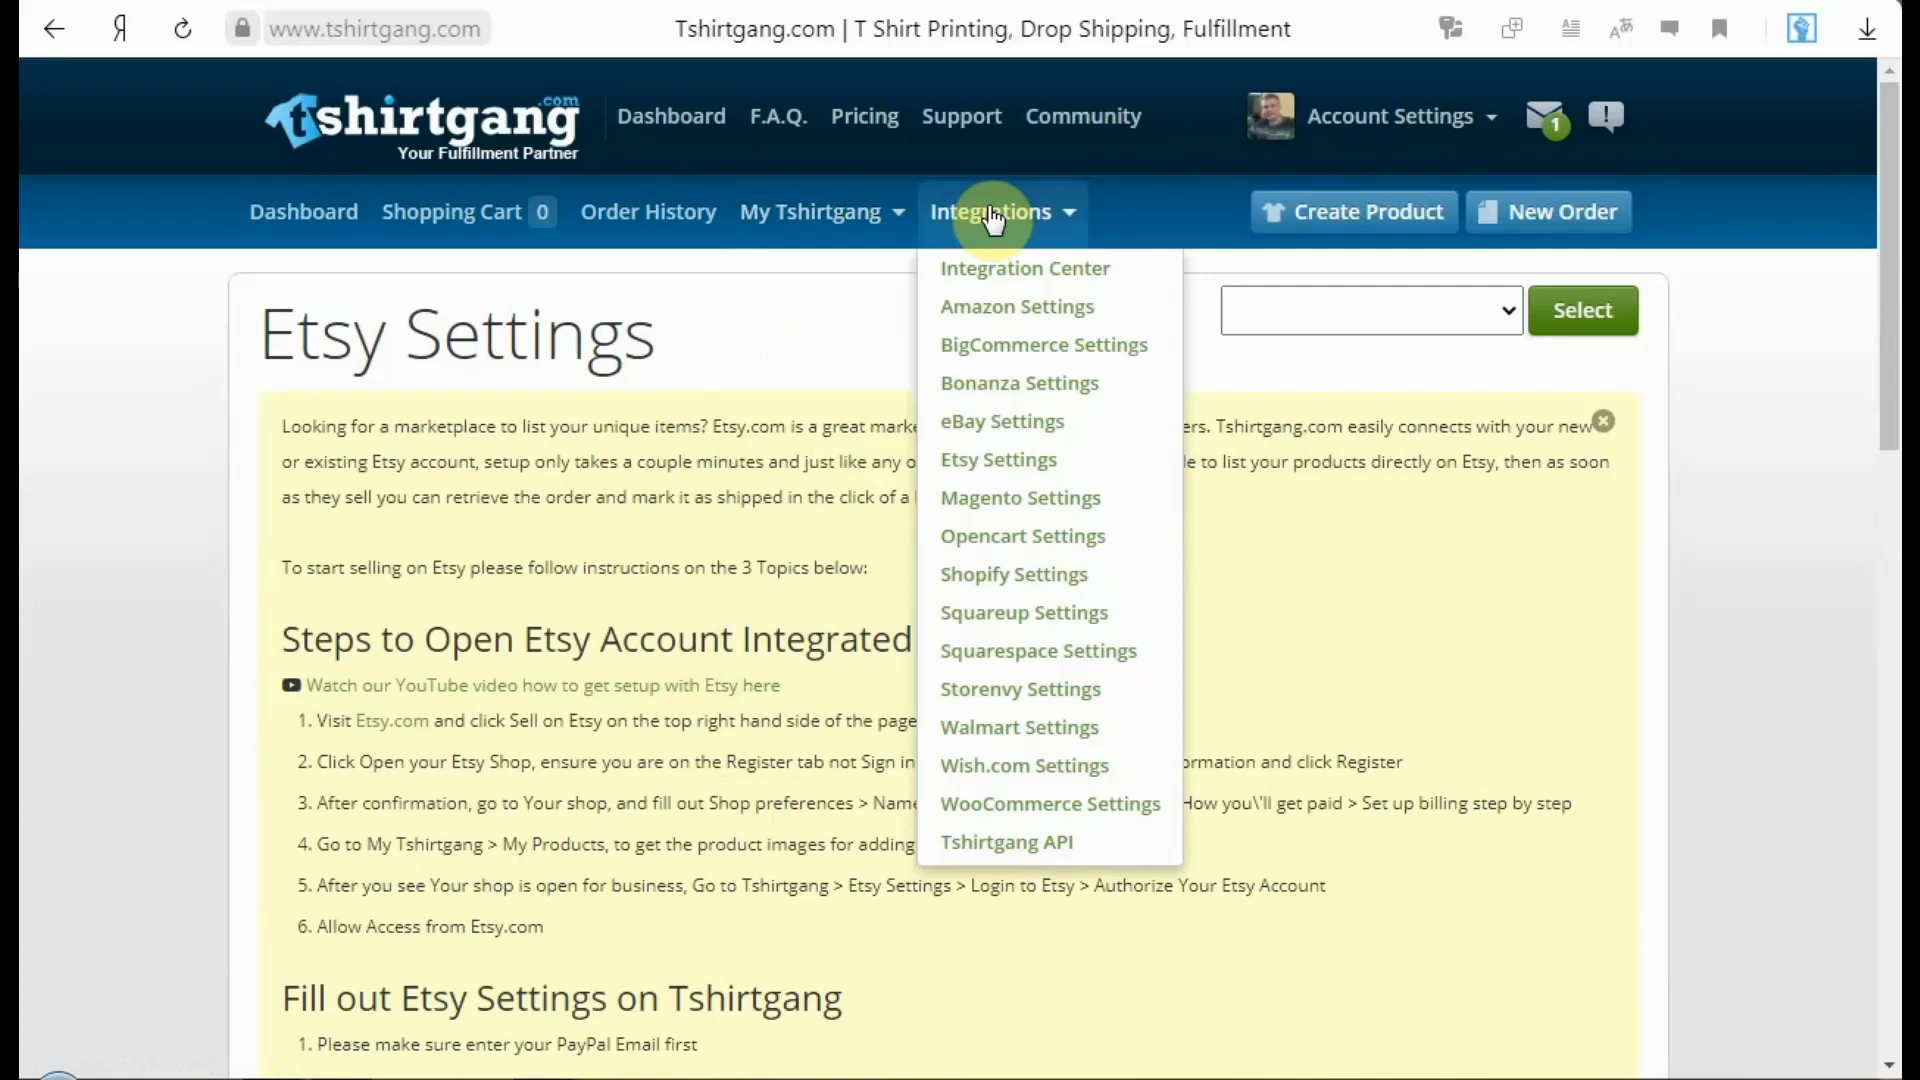 Я
www.tshirtgang.com
Tshirtgang.com | T Shirt Printing, Drop Shipping, Fulfillment
tshirtgang.com
Your Fulfillment Partner
Dashboard F.A.Q. Pricing Support Community
Account Settings
1
Dashboard Shopping Cart 0 Order History My Tshirtgang Integrations
Create Product New Order
Integration Center
Amazon Settings
BigCommerce Settings
Bonanza Settings
eBay Settings
Etsy Settings
Magento Settings
Opencart Settings
Shopify Settings
Squareup Settings
Squarespace Settings
Storenvy Settings
Walmart Settings
Wish.com Settings
WooCommerce Settings
Tshirtgang API
Etsy Settings
Select
Looking for a marketplace to list your unique items? Etsy.com is a great ers. Tshirtgang.com easily connects with your new
or existing Etsy account, setup only takes a couple minutes and just like any to list your products directly on Etsy, then as soon
as they sell you can retrieve the order and mark it as shipped in the click of a
To start selling on Etsy please follow instructions on the 3 Topics below:
Steps to Open Etsy Account Integrated
Watch our YouTube video how to get setup with Etsy here
1. Visit Etsy.com and click Sell on Etsy on the top right hand side of the page
2. Click Open your Etsy Shop, ensure you are on the Register tab not Sign in ormation and click Register
3. After confirmation, go to Your shop, and fill out Shop preferences > Name How you\'ll get paid > Set up billing step by step
4. Go to My Tshirtgang > My Products, to get the product images for adding
5. After you see Your shop is open for business, Go to Tshirtgang > Etsy Settings > Login to Etsy > Authorize Your Etsy Account
6. Allow Access from Etsy.com
Fill out Etsy Settings on Tshirtgang
1. Please make sure enter your PayPal Email first